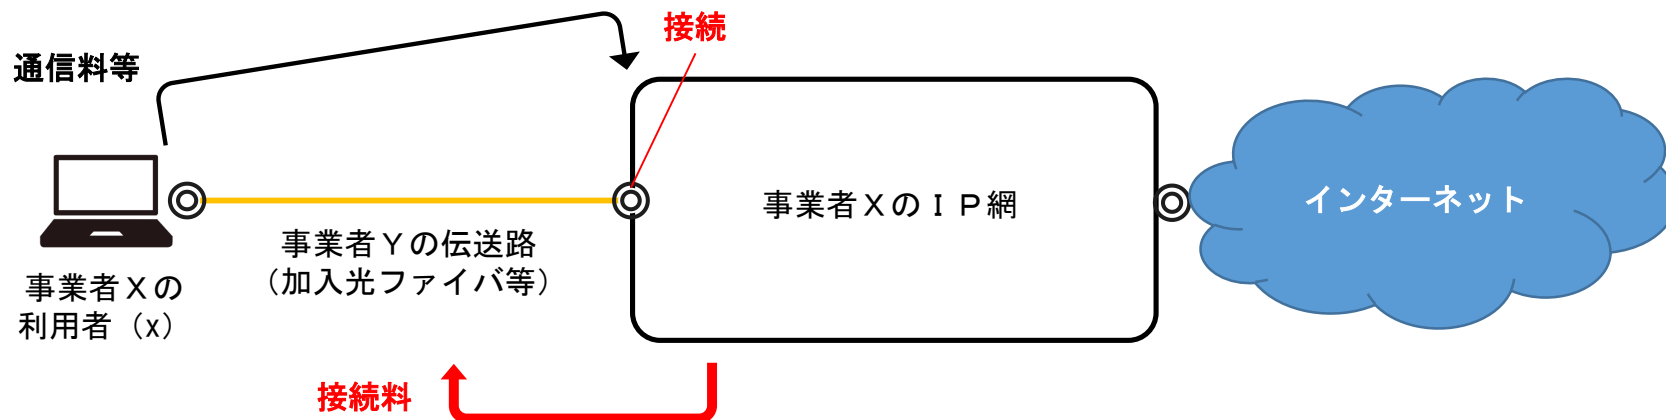 接続
通信料等
事業者XのIP網
インターネット
事業者Yの伝送路
(加入光ファイバ等)
事業者Xの
利用者(x)
接続料